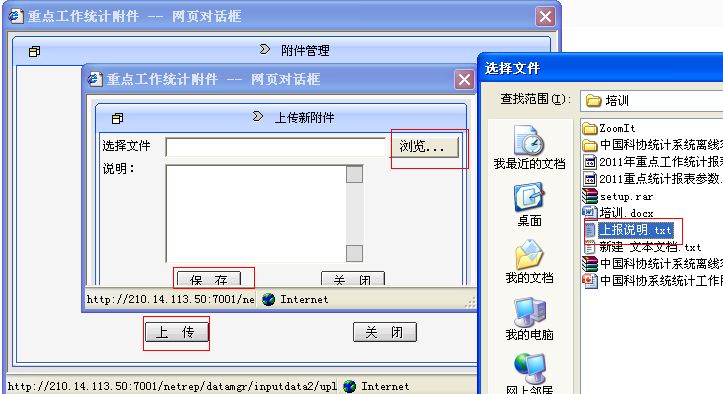 重点工作统计附件 -- 网页对话框
附件管理
重点工作统计附件 -- 网页对话框
上传新附件
选择文件
浏览...
说明：
保 存
关 闭
http://210.14.113.50:7001/ne
Internet
上 传
关 闭
http://210.14.113.50:7001/netrep/datamgr/inputdata2/upl
Internet
选择文件
查找范围(I):
培训
我最近的文档
桌面
我的文档
我的电脑
网上邻居
ZoomIt
中国科协统计系统离线
2011年重点工作统计报
2011重点统计报表参数.
setup.rar
培训.docx
上报说明.txt
新建 文本文档.txt
中国科协统计系统离线
中国科协系统统计工作